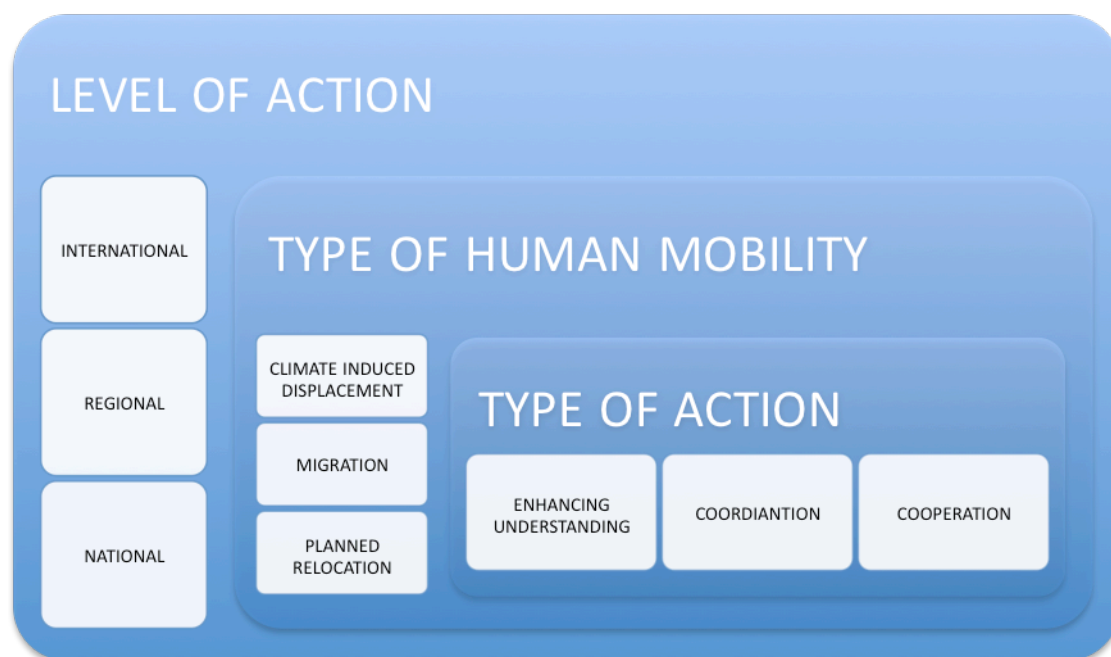 LEVEL OF ACTION
INTERNATIONAL
REGIONAL
NATIONAL
TYPE OF HUMAN MOBILITY
CLIMATE INDUCED
DISPLACEMENT
MIGRATION
PLANNED
RELOCATION
TYPE OF ACTION
ENHANCING
UNDERSTANDING
COORDIANTION
COOPERATION